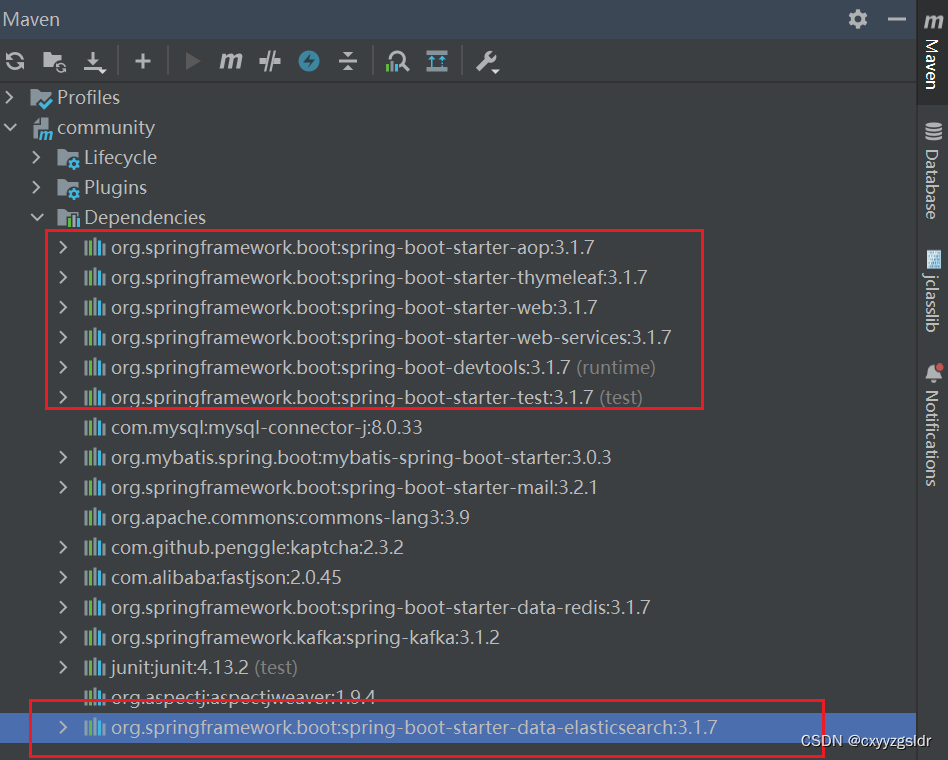 Maven
m
Profiles
community
Lifecycle
Plugins
Dependencies
org.springframework.boot:spring-boot-starter-aop:3.1.7
org.springframework.boot:spring-boot-starter-thymeleaf:3.1.7
org.springframework.boot:spring-boot-starter-web:3.1.7
org.springframework.boot:spring-boot-starter-web-services:3.1.7
org.springframework.boot:spring-boot-devtools:3.1.7 (runtime)
org.springframework.boot:spring-boot-starter-test:3.1.7 (test)
com.mysql:mysql-connector-j:8.0.33
org.mybatis.spring.boot:mybatis-spring-boot-starter:3.0.3
org.springframework.boot:spring-boot-starter-mail:3.2.1
org.apache.commons:commons-lang3:3.9
com.github.penggle:kaptcha:2.3.2
com.alibaba:fastjson:2.0.45
org.springframework.boot:spring-boot-starter-data-redis:3.1.7
org.springframework.kafka:spring-kafka:3.1.2
junit:junit:4.13.2 (test)
org.aspectj:aspectjweaver:1.9.4
org.springframework.boot:spring-boot-starter-data-elasticsearch:3.1.7
m
Maven
Database
jclasslib
Notifications
CSDN @cxyyzgsldr